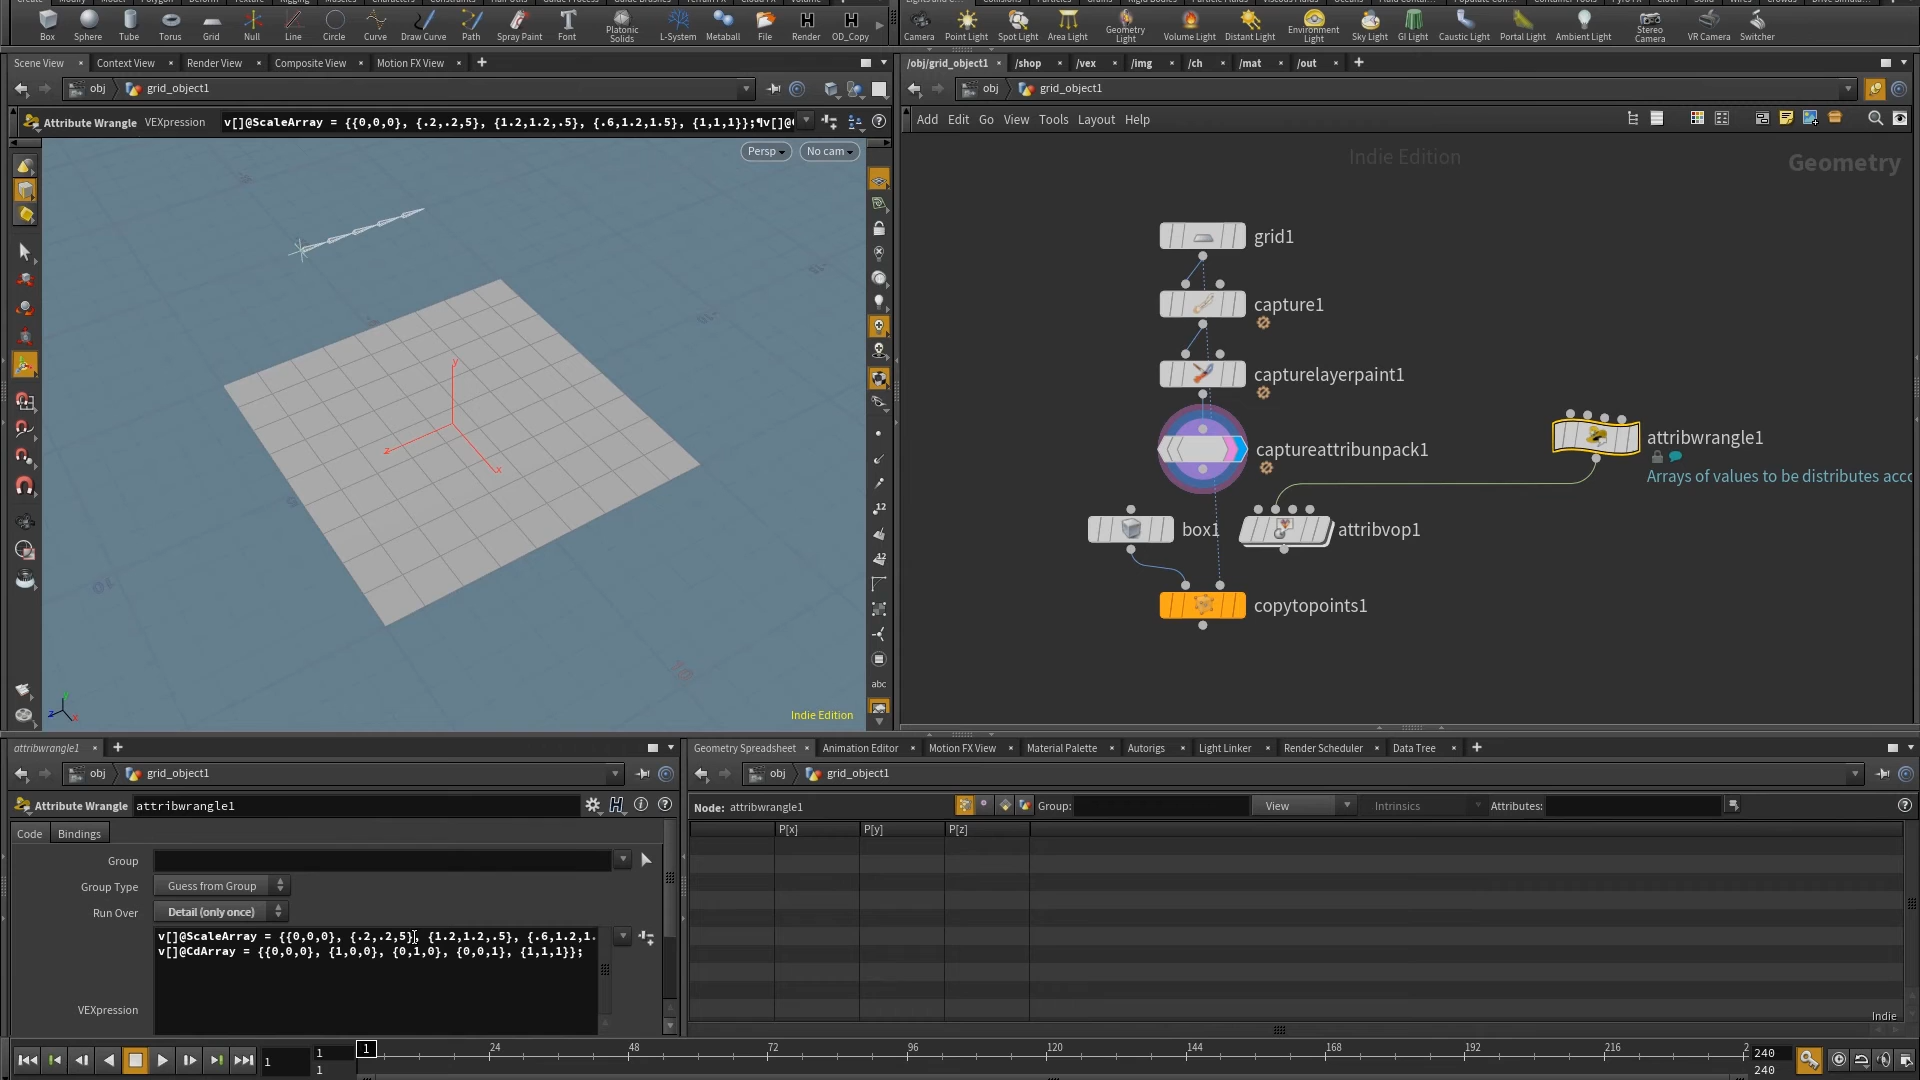 Box Sphere Tube Torus Grid Null Line Circle Curve Draw Curve Path Spray Paint Font Platonic Solids L-System Metaball File Render OD_Copy
Camera Point Light Spot Light Area Light Geometry Light Volume Light Distant Light Environment Light Sky Light GI Light Caustic Light Portal Light Ambient Light Stereo Camera VR Camera Switcher
Scene View × Context View × Render View × Composite View × Motion FX View ×
/obj/grid_object1 × /shop × /vex × /img × /ch × /mat × /out ×
obj grid_object1
obj grid_object1
Attribute Wrangle VEXpression v[]@ScaleArray = {{0,0,0}, {.2,.2,5}, {1.2,1.2,.5}, {.6,1.2,1.5}, {1,1,1}};¶v[]@
Add Edit Go View Tools Layout Help
Persp No cam
Indie Edition
Geometry
grid1
capture1
capturelayerpaint1
captureattribunpack1
attribwrangle1
Arrays of values to be distributes acco
box1
attribvop1
copytopoints1
abc
Indie Edition
attribwrangle1 ×
obj grid_object1
Attribute Wrangle attribwrangle1
Code Bindings
Group
Group Type Guess from Group
Run Over Detail (only once)
v[]@ScaleArray = {{0,0,0}, {.2,.2,5}, {1.2,1.2,.5}, {.6,1.2,1.
v[]@CdArray = {{0,0,0}, {1,0,0}, {0,1,0}, {0,0,1}, {1,1,1}};
VEXpression
Geometry Spreadsheet × Animation Editor × Motion FX View × Material Palette × Autorigs × Light Linker × Render Scheduler × Data Tree ×
obj grid_object1
Node: attribwrangle1 Group: View Intrinsics Attributes:
P[x] P[y] P[z]
Indie
1 1 1 1 24 48 72 96 120 144 168 192 216 2 240 240